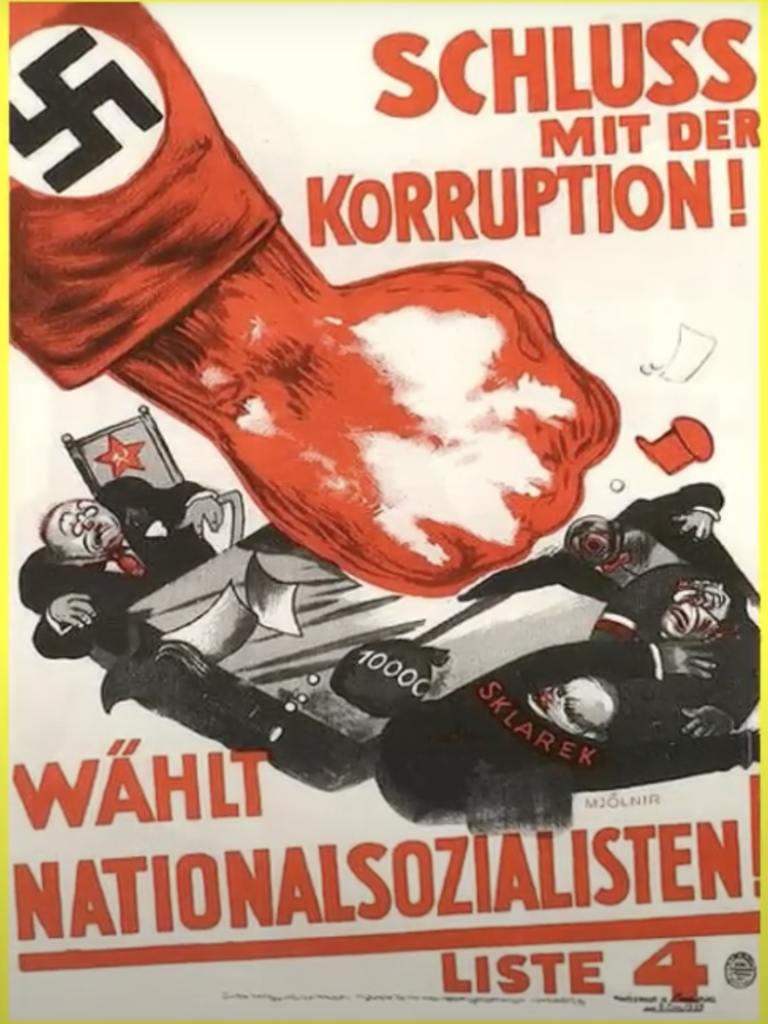 SCHLUSS
MIT DER
KORRUPTION!
10000
SKLAREK
MJÖLNIR
WÄHLT
NATIONALSOZIALISTEN!
LISTE 4